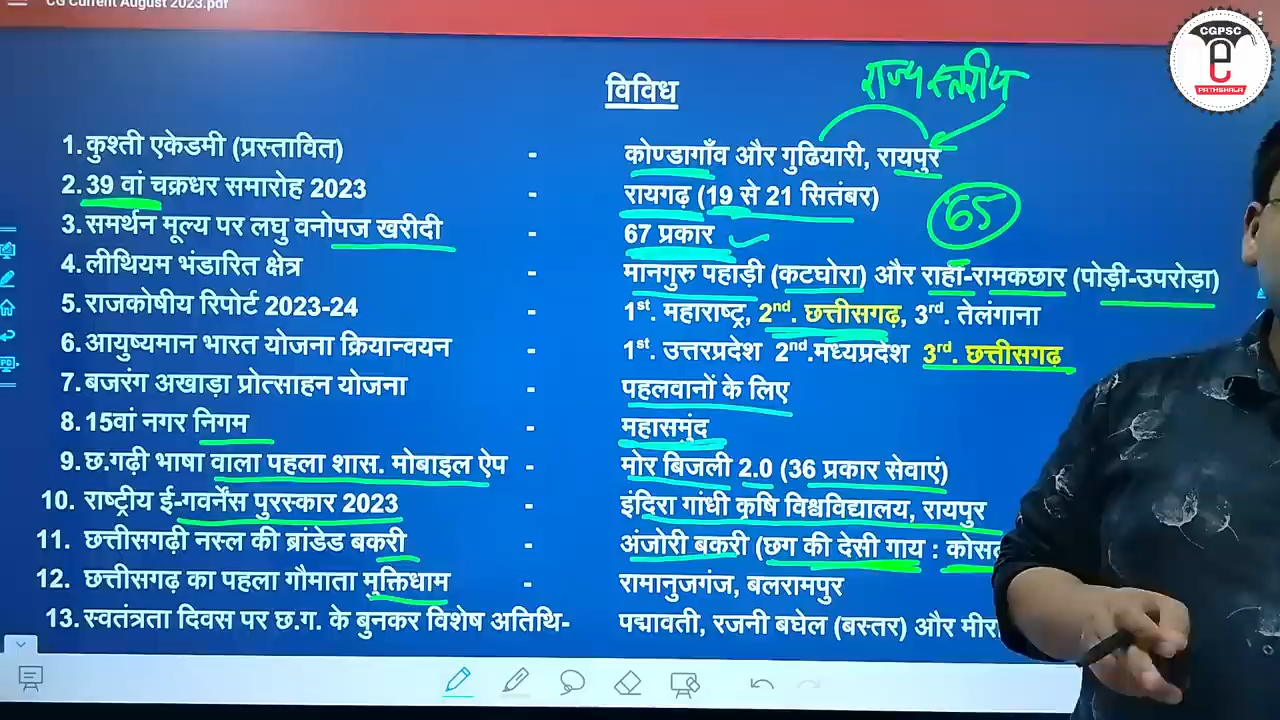 CG Current August 2023.pdf
CGPSC
e
PATHSHALA
राज्य स्तरीय
विविध
1. कुश्ती एकेडमी (प्रस्तावित) - कोण्डागाँव और गुढियारी, रायपुर
2. 39 वां चक्रधर समारोह 2023 - रायगढ़ (19 से 21 सितंबर)
65
3. समर्थन मूल्य पर लघु वनोपज खरीदी - 67 प्रकार
4. लीथियम भंडारित क्षेत्र - मानगुरु पहाड़ी (कटघोरा) और राहा-रामकछार (पोड़ी-उपरोड़ा)
5. राजकोषीय रिपोर्ट 2023-24 - 1st. महाराष्ट्र, 2nd. छत्तीसगढ़, 3rd. तेलंगाना
6. आयुष्यमान भारत योजना क्रियान्वयन - 1st. उत्तरप्रदेश 2nd.मध्यप्रदेश 3rd. छत्तीसगढ़
7. बजरंग अखाड़ा प्रोत्साहन योजना - पहलवानों के लिए
8. 15वां नगर निगम - महासमुंद
9. छ.गढ़ी भाषा वाला पहला शास. मोबाइल ऐप - मोर बिजली 2.0 (36 प्रकार सेवाएं)
10. राष्ट्रीय ई-गवर्नेंस पुरस्कार 2023 - इंदिरा गांधी कृषि विश्वविद्यालय, रायपुर
11. छत्तीसगढ़ी नस्ल की ब्रांडेड बकरी - अंजोरी बकरी (छग की देसी गाय :
12. छत्तीसगढ़ का पहला गौमाता मुक्तिधाम - रामानुजगंज, बलरामपुर
13. स्वतंत्रता दिवस पर छ.ग. के बुनकर विशेष अतिथि- पद्मावती, रजनी बघेल (बस्तर) और